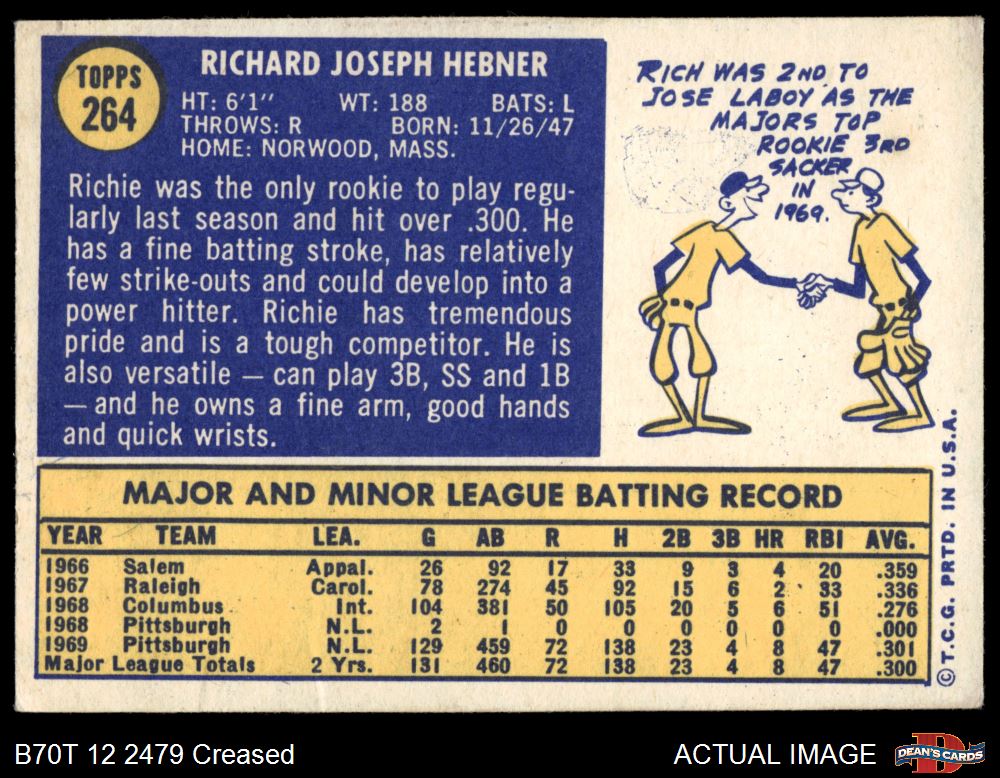 TOPPS
264
RICHARD JOSEPH HEBNER
HT: 6'1" WT: 188 BATS: L
THROWS: R BORN: 11/26/47
HOME: NORWOOD, MASS.
Richie was the only rookie to play regu-
larly last season and hit over .300. He
has a fine batting stroke, has relatively
few strike-outs and could develop into a
power hitter. Richie has tremendous
pride and is a tough competitor. He is
also versatile — can play 3B, SS and 1B
— and he owns a fine arm, good hands
and quick wrists.
RICH WAS 2ND TO
JOSE LABOY AS THE
MAJORS TOP
ROOKIE 3RD
SACKER
IN
1969.
MAJOR AND MINOR LEAGUE BATTING RECORD
YEAR TEAM LEA. G AB R H 2B 3B HR RBI AVG.
1966 Salem Appal. 26 92 17 33 9 3 4 20 .359
1967 Raleigh Carol. 78 274 45 92 15 6 2 33 .336
1968 Columbus Int. 104 381 50 105 20 5 6 51 .276
1968 Pittsburgh N.L. 2 1 0 0 0 0 0 0 .000
1969 Pittsburgh N.L. 129 459 72 138 23 4 8 47 .301
Major League Totals 2 Yrs. 131 460 72 138 23 4 8 47 .300
© T.C.G. PRTD. IN U.S.A.
B70T 12 2479 Creased
ACTUAL IMAGE
DEAN'S CARDS